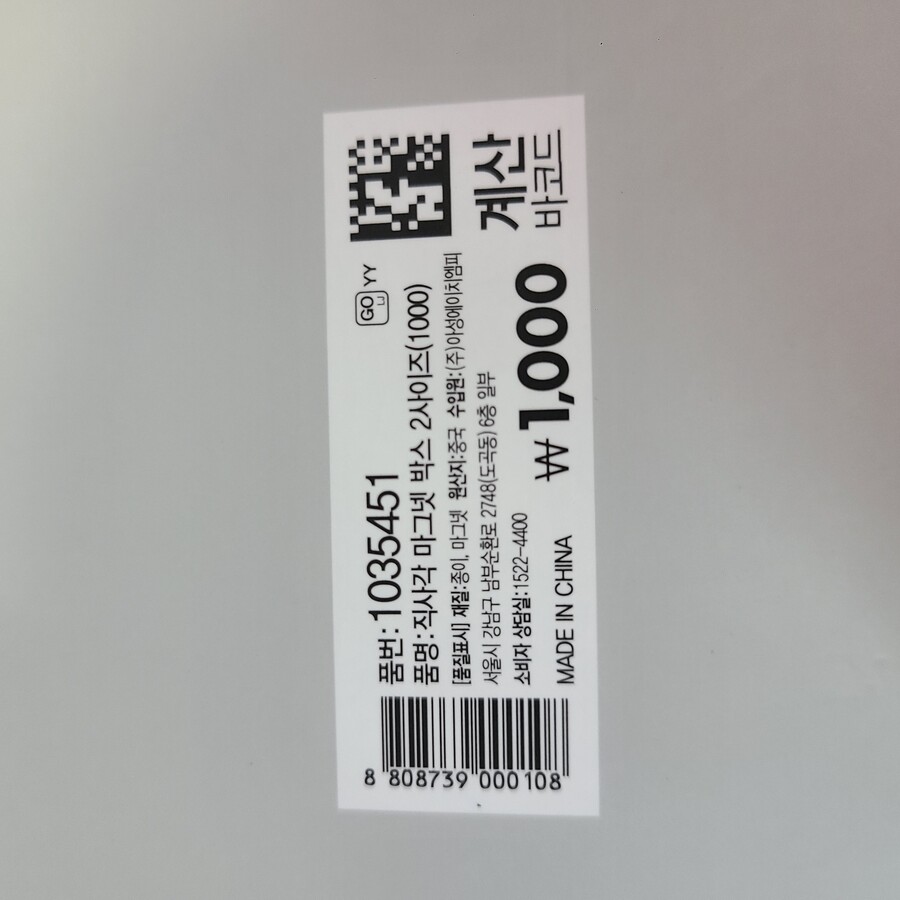 품번:1035451
GO YY
품명:직사각 마그넷 박스 2사이즈(1000)
[품질표시] 재질:종이, 마그넷 원산지:중국 수입원:(주)아성에이치엠피
서울시 강남구 남부순환로 2748(도곡동) 6층 일부
소비자 상담실:1522-4400
MADE IN CHINA
₩1,000
계산
바코드
8 808739 000108